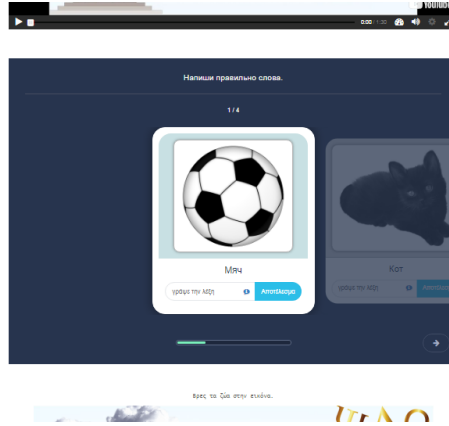 YouTube
0:00 / 1:30
Напиши правильно слова.
1 / 4
Мяч
Кот
γράψε την λέξη
Αποτέλεσμα
γράψε την λέξη
Βρες τα ζώα στην εικόνα.